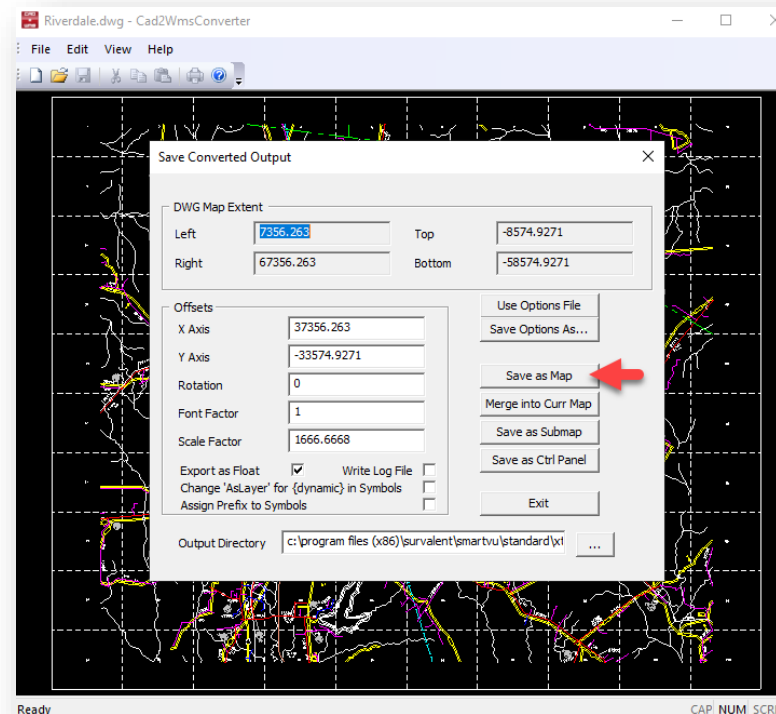 Riverdale.dwg - Cad2WmsConverter
File Edit View Help
Save Converted Output
DWG Map Extent
Left 7356.263 Top -8574.9271
Right 67356.263 Bottom -58574.9271
Offsets
Use Options File
X Axis 37356.263
Save Options As...
Y Axis -33574.9271
Rotation 0
Save as Map
Font Factor 1
Merge into Curr Map
Scale Factor 1666.6668
Save as Submap
Export as Float Write Log File
Save as Ctrl Panel
Change 'AsLayer' for {dynamic} in Symbols
Assign Prefix to Symbols
Exit
Output Directory c:\program files (x86)\survalent\smartvu\standard\xf
...
Ready CAP NUM SCRL